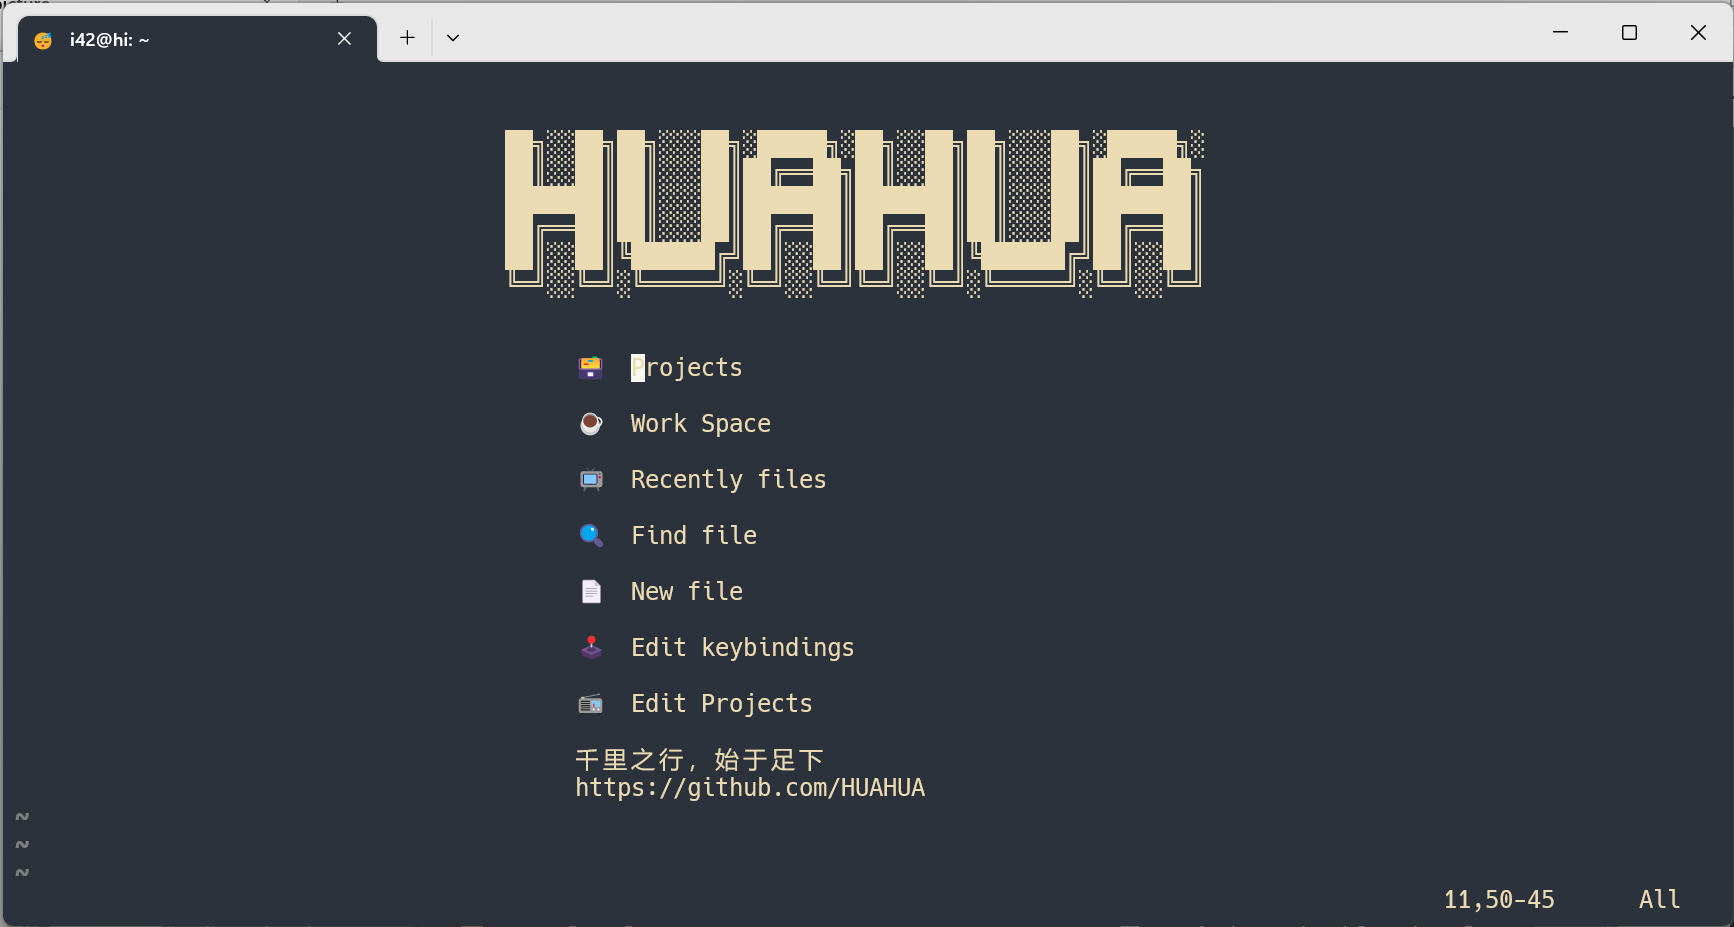 i42@hi: ~
HUAHUA
Projects
Work Space
Recently files
Find file
New file
Edit keybindings
Edit Projects
千里之行, 始于足下
https://github.com/HUAHUA
~
~
~
11,50-45 All